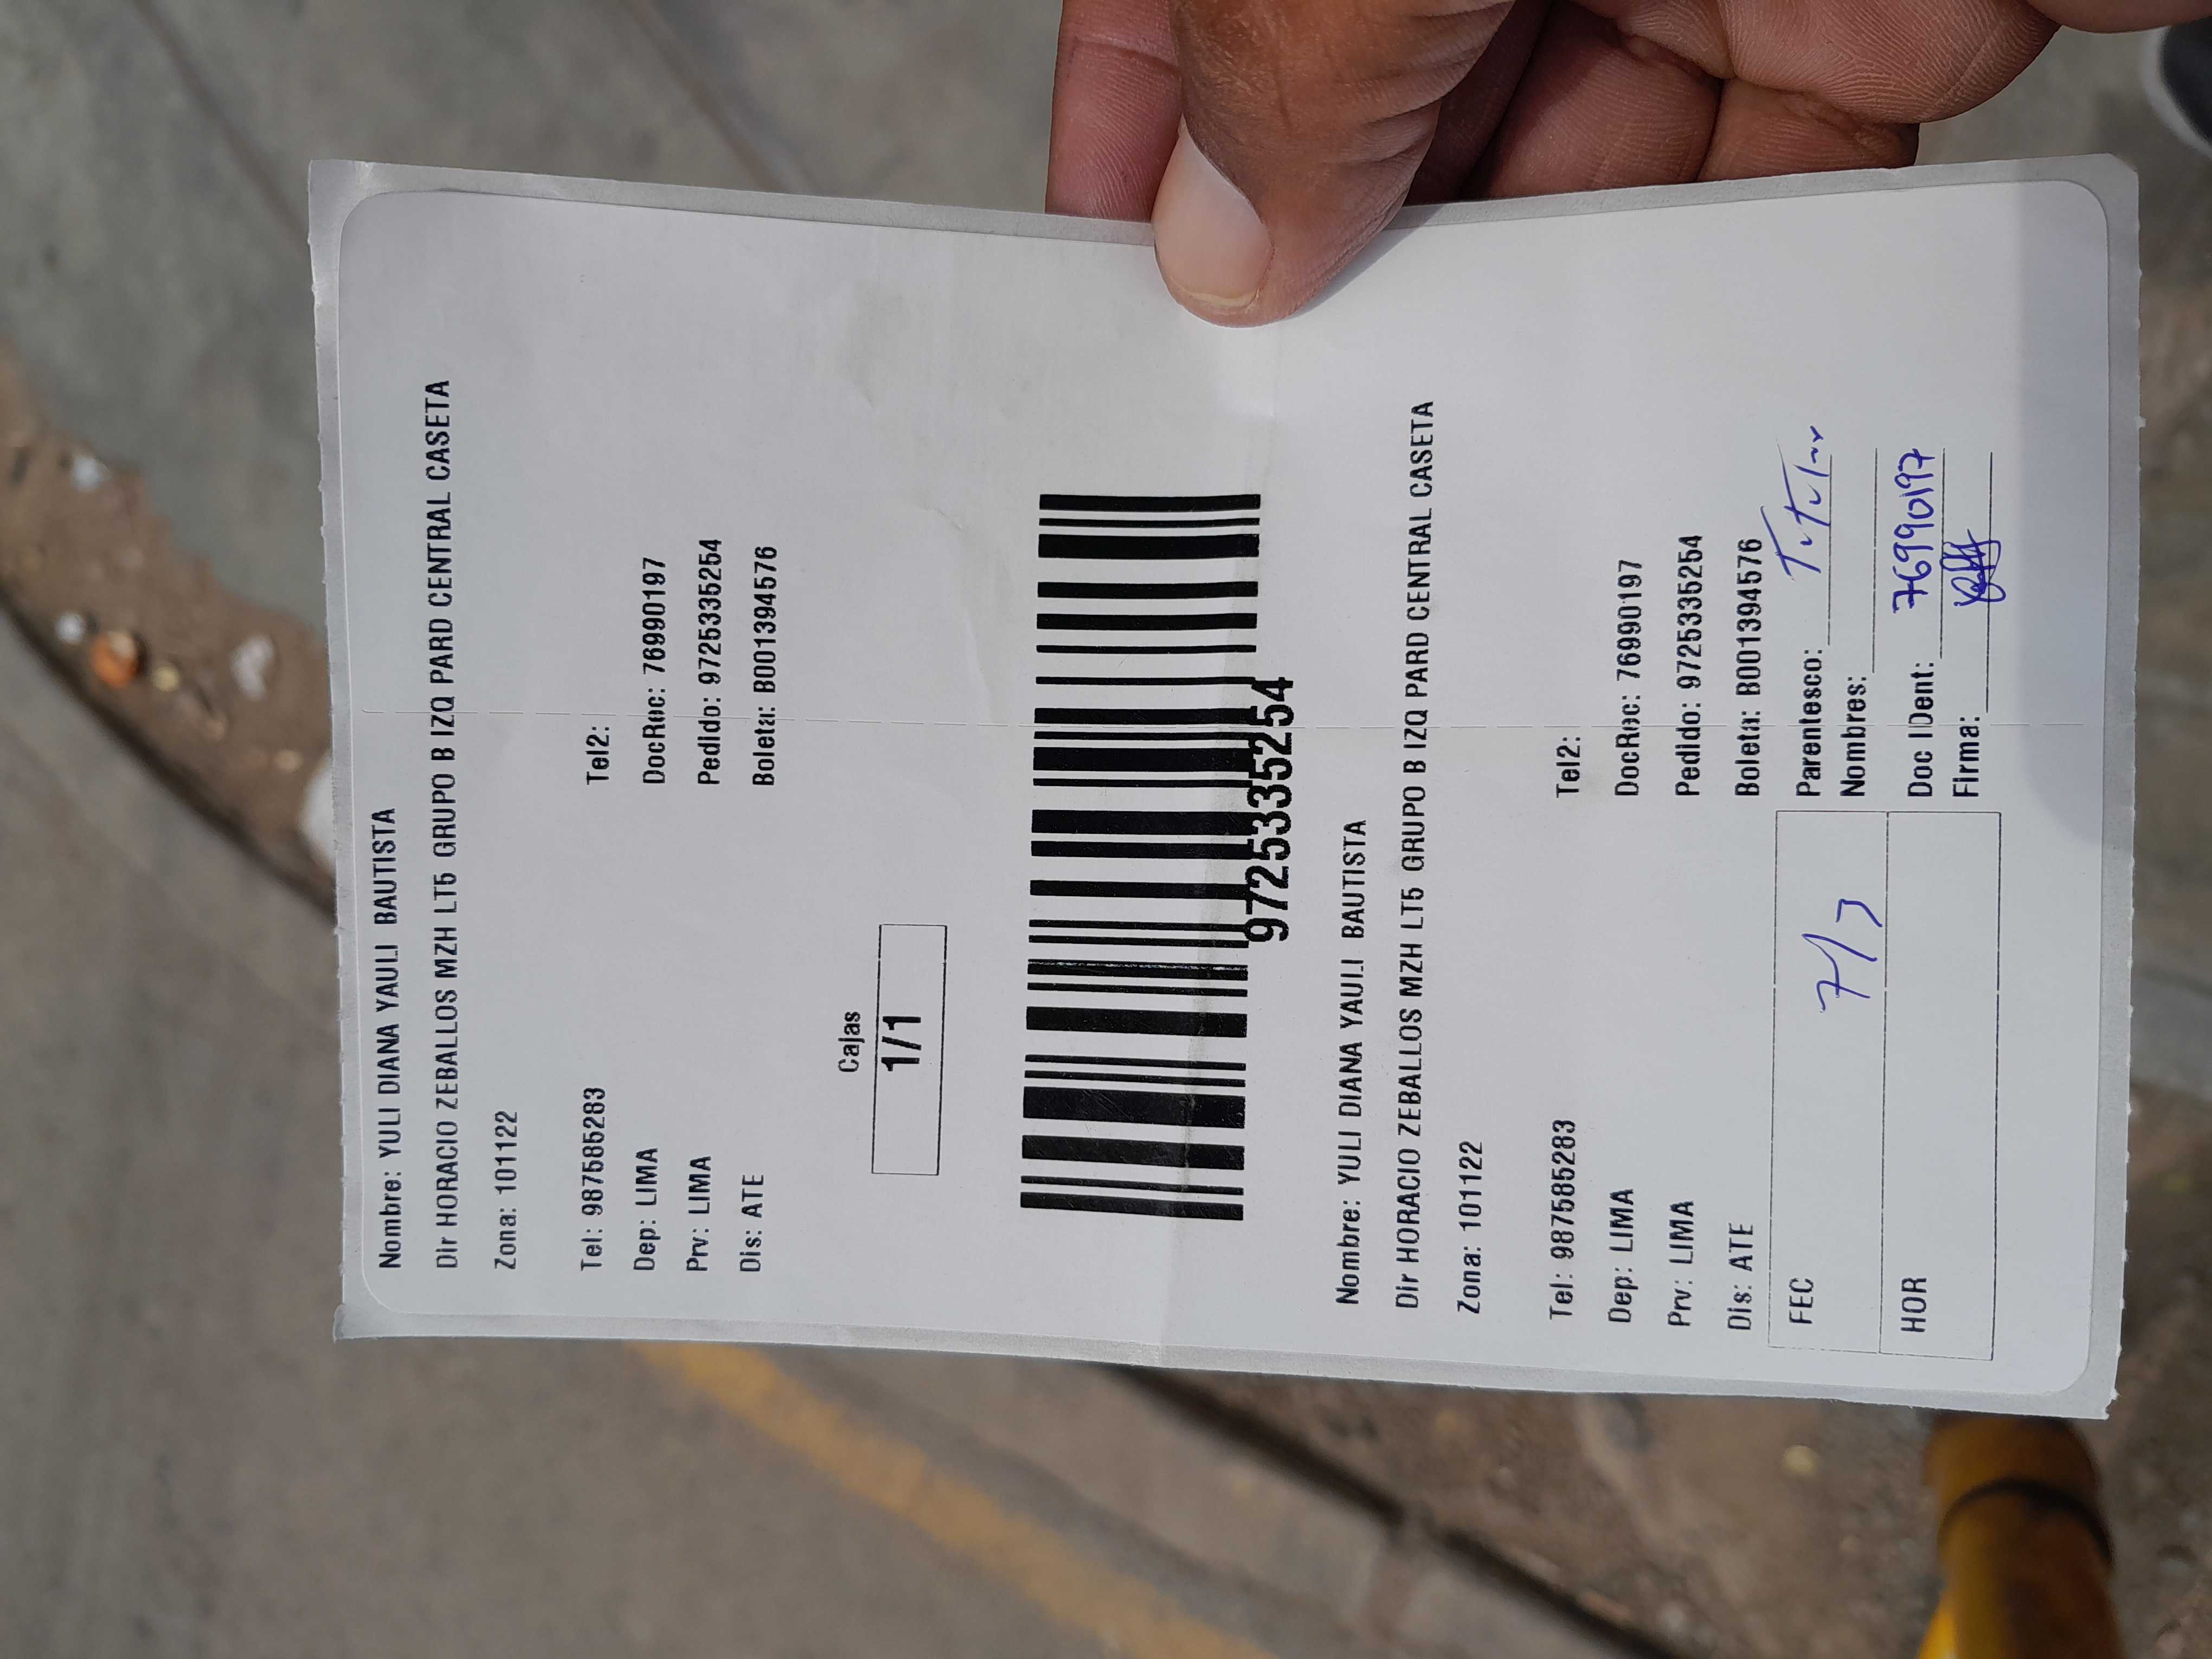 Nombre: YULI DIANA YAULI BAUTISTA
Dir HORACIO ZEBALLOS MZH LT5 GRUPO B IZQ PARD CENTRAL CASETA
Zona: 101122
Tel: 987585283 Tel2:
Dep: LIMA DocRec: 76990197
Prv: LIMA Pedido: 9725335254
Dis: ATE Boleta: B001394576
Cajas
1/1
9725335254
Nombre: YULI DIANA YAULI BAUTISTA
Dir HORACIO ZEBALLOS MZH LT5 GRUPO B IZQ PARD CENTRAL CASETA
Zona: 101122
Tel: 987585283 Tel2:
Dep: LIMA DocRec: 76990197
Prv: LIMA Pedido: 9725335254
Dis: ATE Boleta: B001394576
FEC 7/3 Parentesco: Titular
Nombres:
HOR Doc IDent: 76990197
Firma: